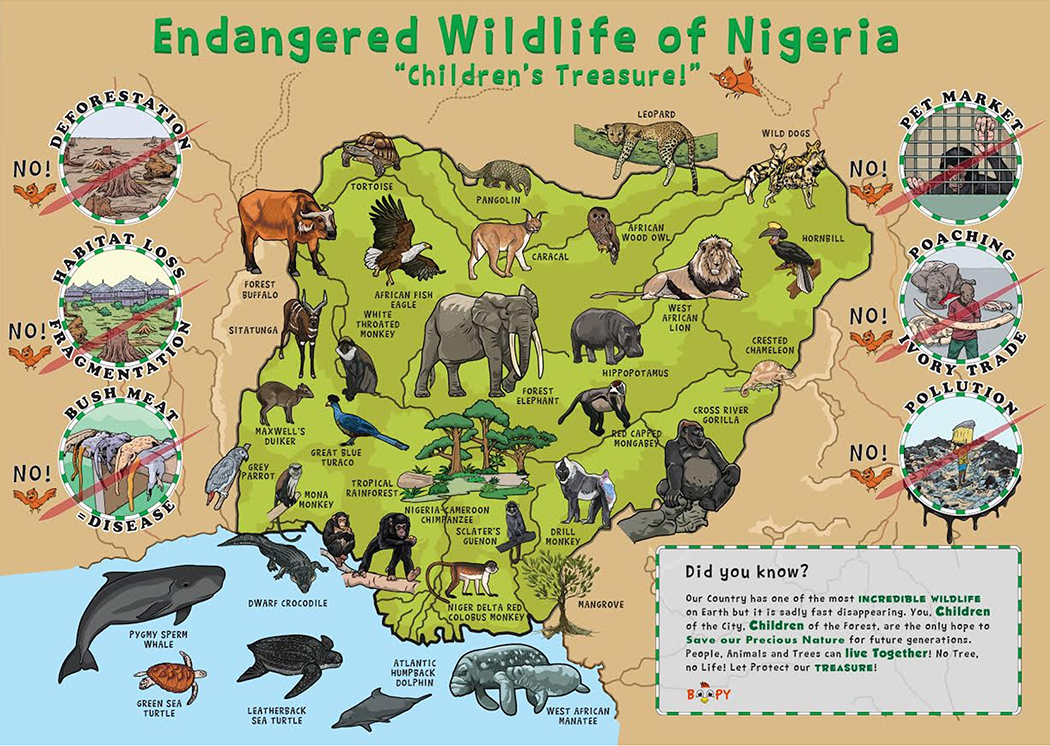 Endangered Wildlife of Nigeria
"Children's Treasure!"
DEFORESTATION
NO!
HABITAT LOSS
FRAGMENTATION
NO!
BUSH MEAT
=DISEASE
NO!
PET MARKET
NO!
POACHING
IVORY TRADE
NO!
POLLUTION
NO!
LEOPARD
WILD DOGS
TORTOISE
PANGOLIN
AFRICAN
WOOD OWL
HORNBILL
CARACAL
FOREST
BUFFALO
AFRICAN FISH
EAGLE
WEST
AFRICAN
LION
SITATUNGA
WHITE
THROATED
MONKEY
CRESTED
CHAMELEON
HIPPOPOTAMUS
FOREST
ELEPHANT
MAXWELL'S
DUIKER
GREAT BLUE
TURACO
RED CAPPED
MONGABEY
CROSS RIVER
GORILLA
GREY
PARROT
MONA
MONKEY
TROPICAL
RAINFOREST
NIGERIA-CAMEROON
CHIMPANZEE
SCLATER'S
GUENON
DRILL
MONKEY
DWARF CROCODILE
NIGER DELTA RED
COLOBUS MONKEY
MANGROVE
PYGMY SPERM
WHALE
GREEN SEA
TURTLE
LEATHERBACK
SEA TURTLE
ATLANTIC
HUMPBACK
DOLPHIN
WEST AFRICAN
MANATEE
Did you know?
Our Country has one of the most INCREDIBLE WILDLIFE
on Earth but it is sadly fast disappearing. You, Children
of the City, Children of the Forest, are the only hope to
Save our Precious Nature for future generations.
People, Animals and Trees can live Together! No Tree,
no Life! Let Protect our TREASURE!
BOOPY